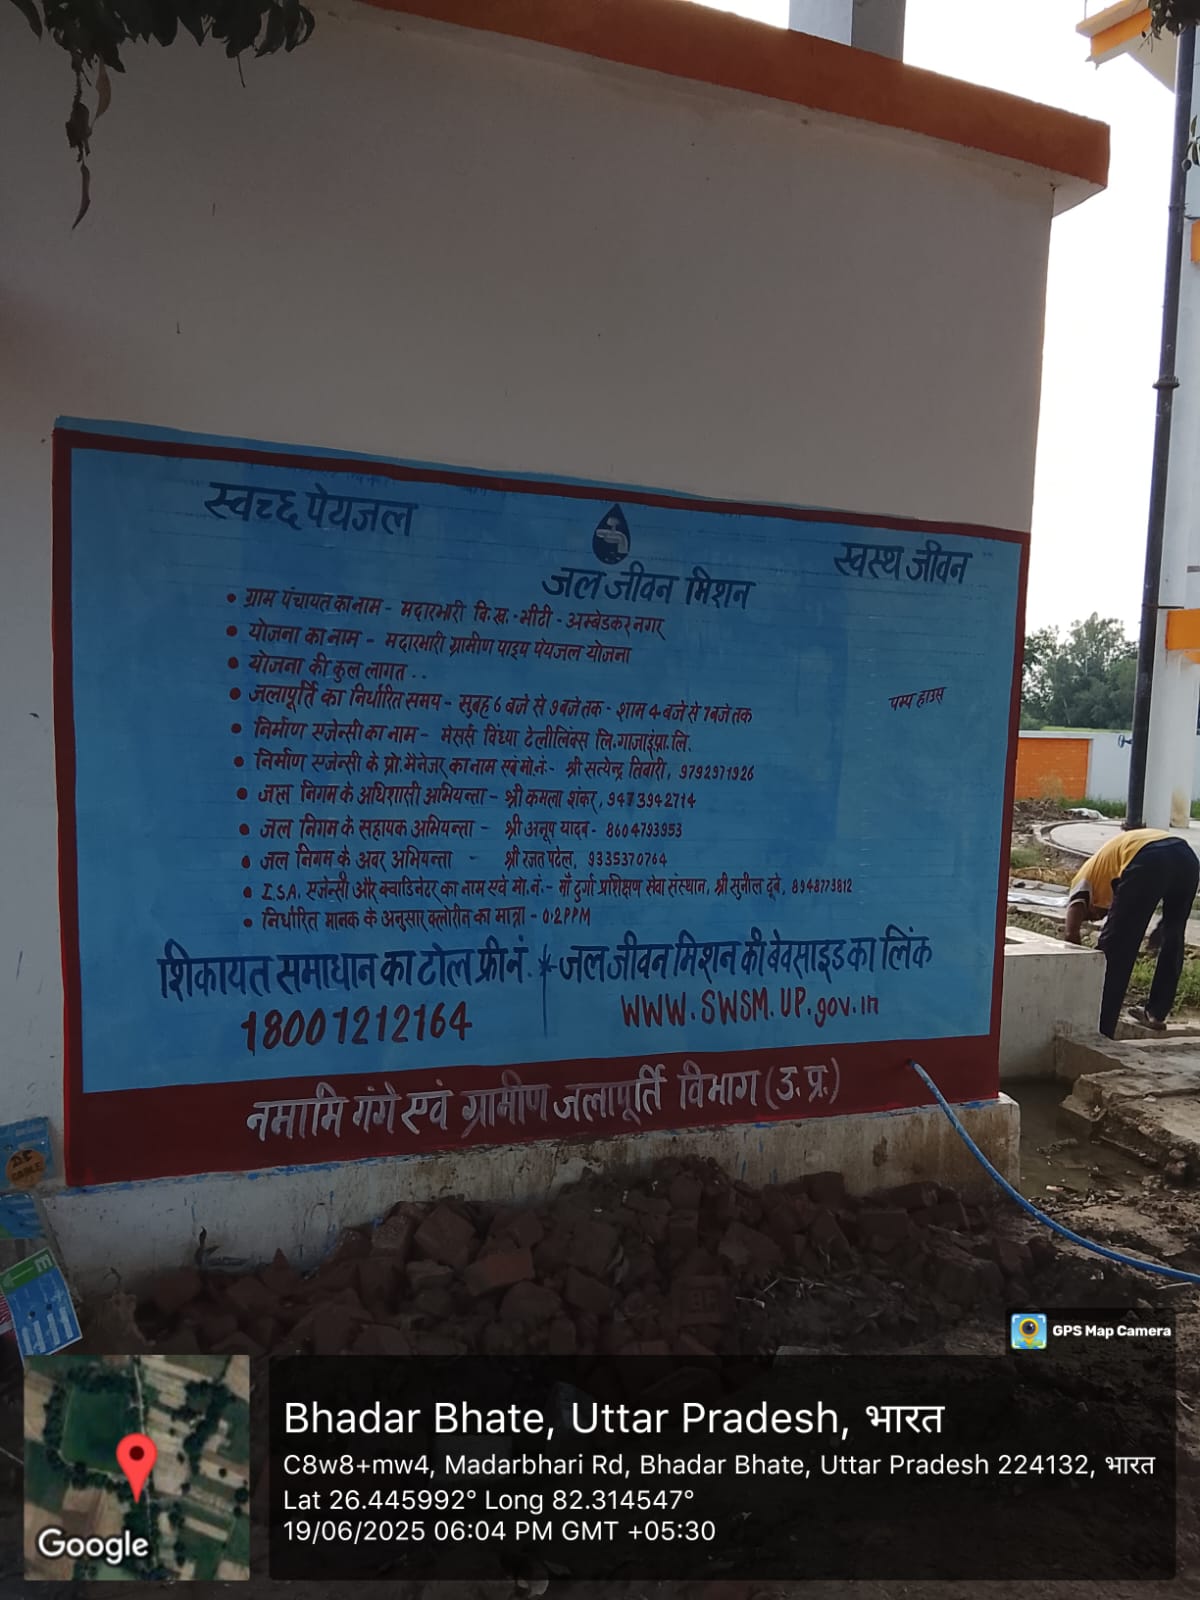 स्वच्छ पेयजल
जल जीवन मिशन
स्वस्थ जीवन
• ग्राम पंचायत का नाम - मदारभारी वि.ख.-भीटी - अम्बेडकर नगर
• योजना का नाम - मदारभारी ग्रामीण पाइप पेयजल योजना
• योजना की कुल लागत . .
• जलापूर्ति का निर्धारित समय - सुबह 6 बजे से 9 बजे तक - शाम 4 बजे से 7 बजे तक
पम्प हाउस
• निर्माण एजेन्सी का नाम - मेसर्स विंध्या टेलीलिंक्स लि. गाजा इंफ्रा. लि.
• निर्माण एजेन्सी के प्रो. मैनेजर का नाम एवं मो.नं.- श्री सत्येन्द्र तिवारी, 9792971926
• जल निगम के अधिशासी अभियन्ता - श्री कमला शंकर, 9473942714
• जल निगम के सहायक अभियन्ता - श्री अनूप यादव - 8604793953
• जल निगम के अवर अभियन्ता - श्री रजत पटेल, 9335370764
• I.S.A. एजेन्सी और क्वाडिनेटर का नाम एवं मो.नं.- माँ दुर्गा प्रशिक्षण सेवा संस्थान, श्री सुनील दूबे, 8948773812
• निर्धारित मानक के अनुसार क्लोरीन का मात्रा - 0.2PPM
शिकायत समाधान का टोल फ्री नं.
18001212164
* जल जीवन मिशन की बेवसाइड का लिंक
WWW.SWSM.UP.gov.in
नमामि गंगे एवं ग्रामीण जलापूर्ति विभाग (उ.प्र.)
GPS Map Camera
Google
Bhadar Bhate, Uttar Pradesh, भारत
C8w8+mw4, Madarbhari Rd, Bhadar Bhate, Uttar Pradesh 224132, भारत
Lat 26.445992° Long 82.314547°
19/06/2025 06:04 PM GMT +05:30